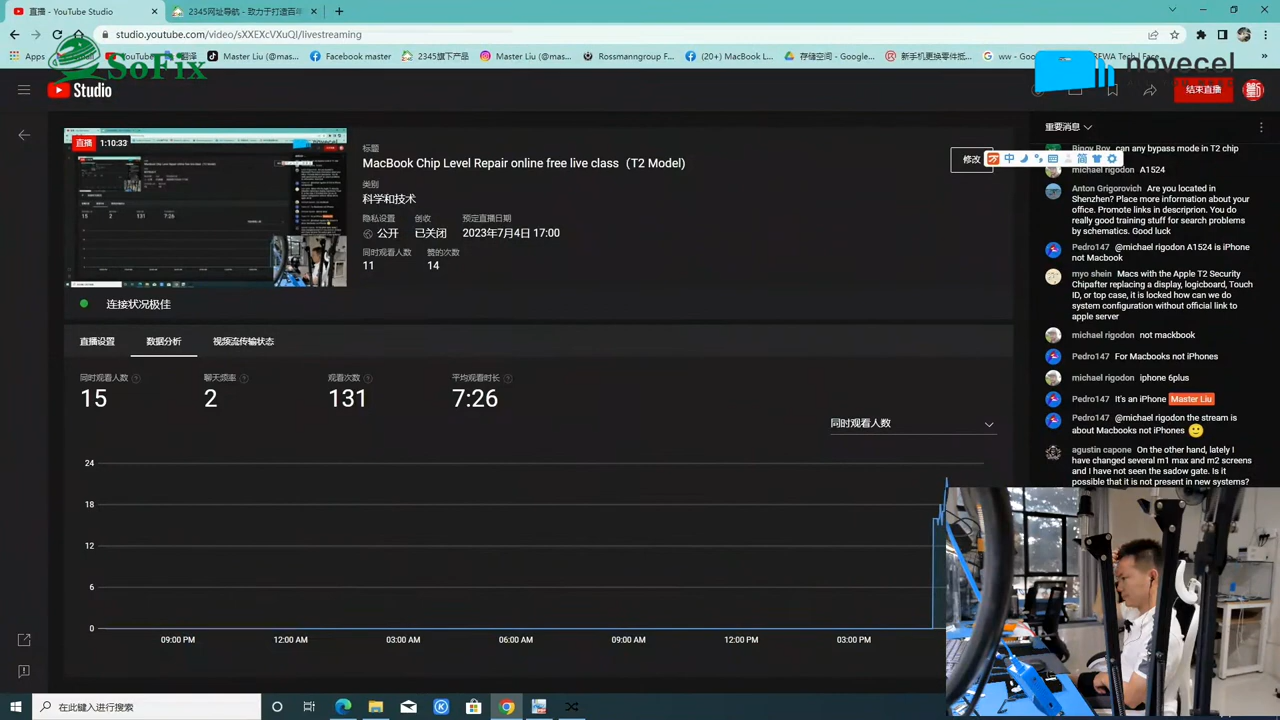 直播 - YouTube Studio
2345网址导航 - 致力于打造百年
studio.youtube.com/video/sXXEXcVXuQI/livestreaming
Apps
YouTube
翻译
Master Liu (@mas...
Facebook master
2345旗下产品
Master Liu (@mas...
Rossmanngroup F...
(20+) MacBook L...
存储空间 - Google...
新手机更换零件抵...
ww - Goog
REWA Tech | Face...
SoFix
novecel
Studio
结束直播
直播
1:10:33
标题
MacBook Chip Level Repair online free live class（T2 Model)
修改
类别
科学和技术
隐私设置
创收
预定直播日期
公开
已关闭
2023年7月4日 17:00
同时观看人数
赞的次数
11
14
连接状况极佳
直播设置
数据分析
视频流传输状态
同时观看人数
聊天频率
观看次数
平均观看时长
15
2
131
7:26
同时观看人数
24
18
12
6
0
09:00 PM
12:00 AM
03:00 AM
06:00 AM
09:00 AM
12:00 PM
03:00 PM
重要消息
Binoy Roy can any bypass mode in T2 chip
中
简
michael rigodon A1524
Anton Grigorovich Are you located in
Shenzhen? Place more information about your
office. Promote links in description. You do
really good training stuff for search problems
by schematics. Good luck
Pedro147 @michael rigodon A1524 is iPhone
not Macbook
myo shein Macs with the Apple T2 Security
Chipafter replacing a display, logicboard, Touch
ID, or top case, it is locked how can we do
system configuration without official link to
apple server
michael rigodon not mackbook
Pedro147 For Macbooks not iPhones
michael rigodon iphone 6plus
Pedro147 It's an iPhone Master Liu
Pedro147 @michael rigodon the stream is
about Macbooks not iPhones
agustin capone On the other hand, lately I
have changed several m1 max and m2 screens
and I have not seen the sadow gate. Is it
possible that it is not present in new systems?
在此键入进行搜索